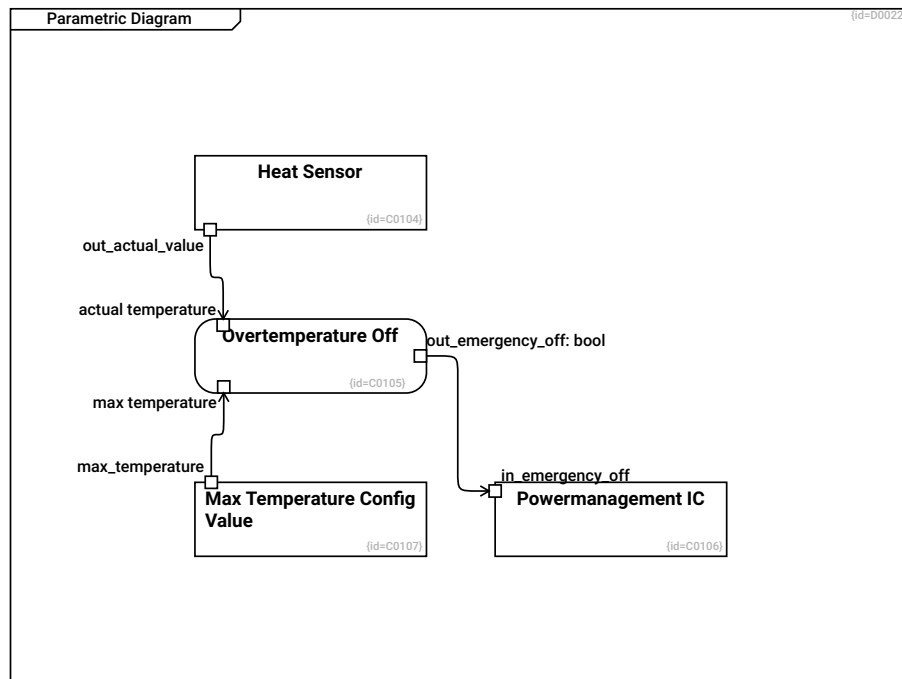 Parametric Diagram
{id=D0022
Heat Sensor
{id=C0104}
out_actual_value
actual temperature
Overtemperature Off
out_emergency_off: bool
{id=C0105}
max temperature
max_temperature
in_emergency_off
Max Temperature Config
Value
{id=C0107}
Powermanagement IC
{id=C0106}